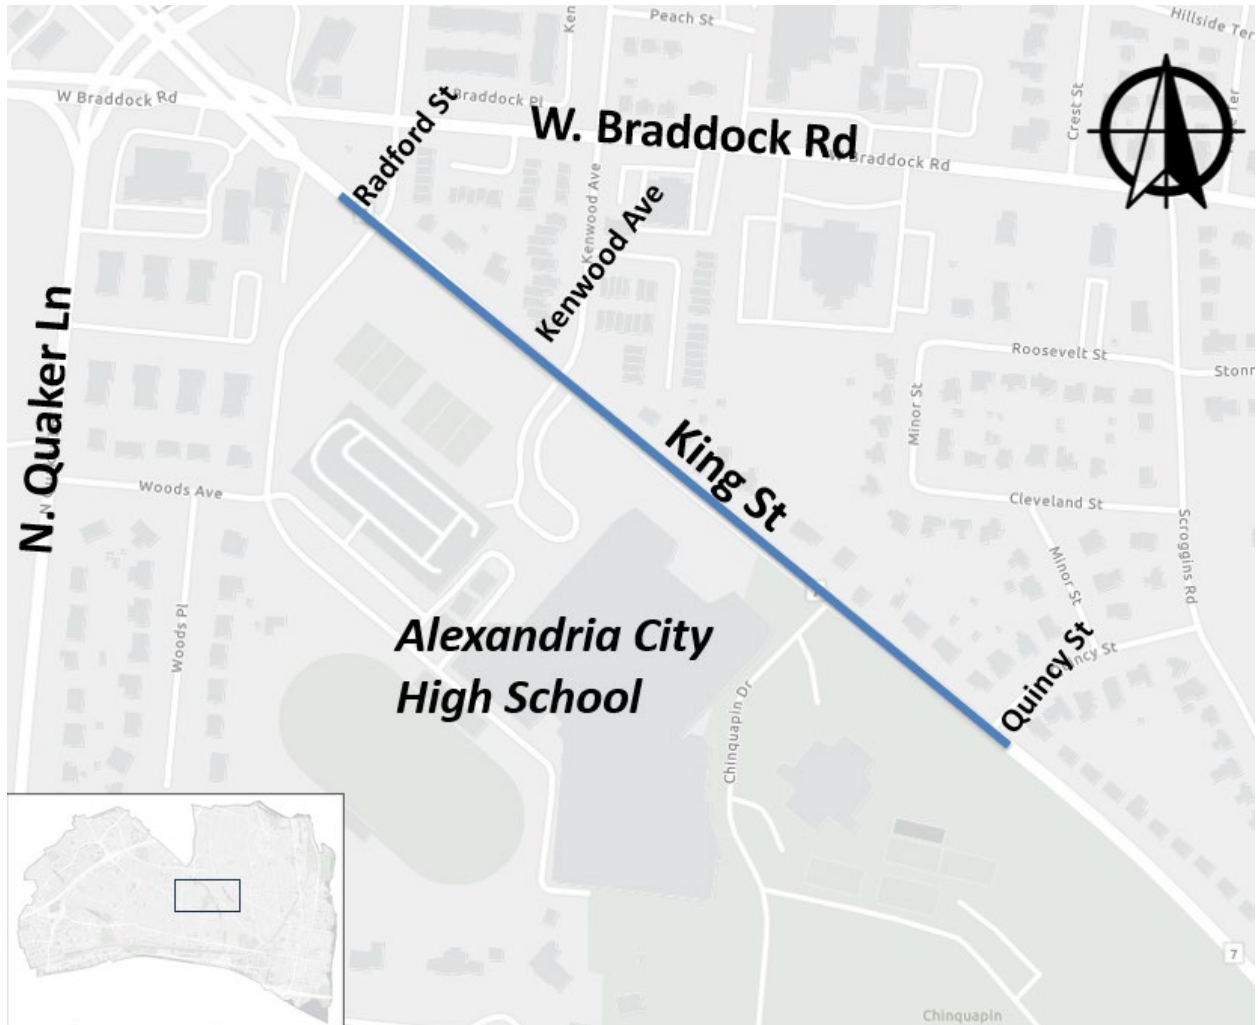 Peach St
Hillside Ter
W Braddock Rd
Braddock Pl
Radford St
W. Braddock Rd
W Braddock Rd
Crest St
Kenwood Ave
Kenwood Ave
N. Quaker Ln
Roosevelt St
Minor St
King St
Woods Ave
Cleveland St
Scroggins Rd
Minor St
Woods Pl
Alexandria City
High School
Quincy St
Chinquapin Dr
7
Chinquapin